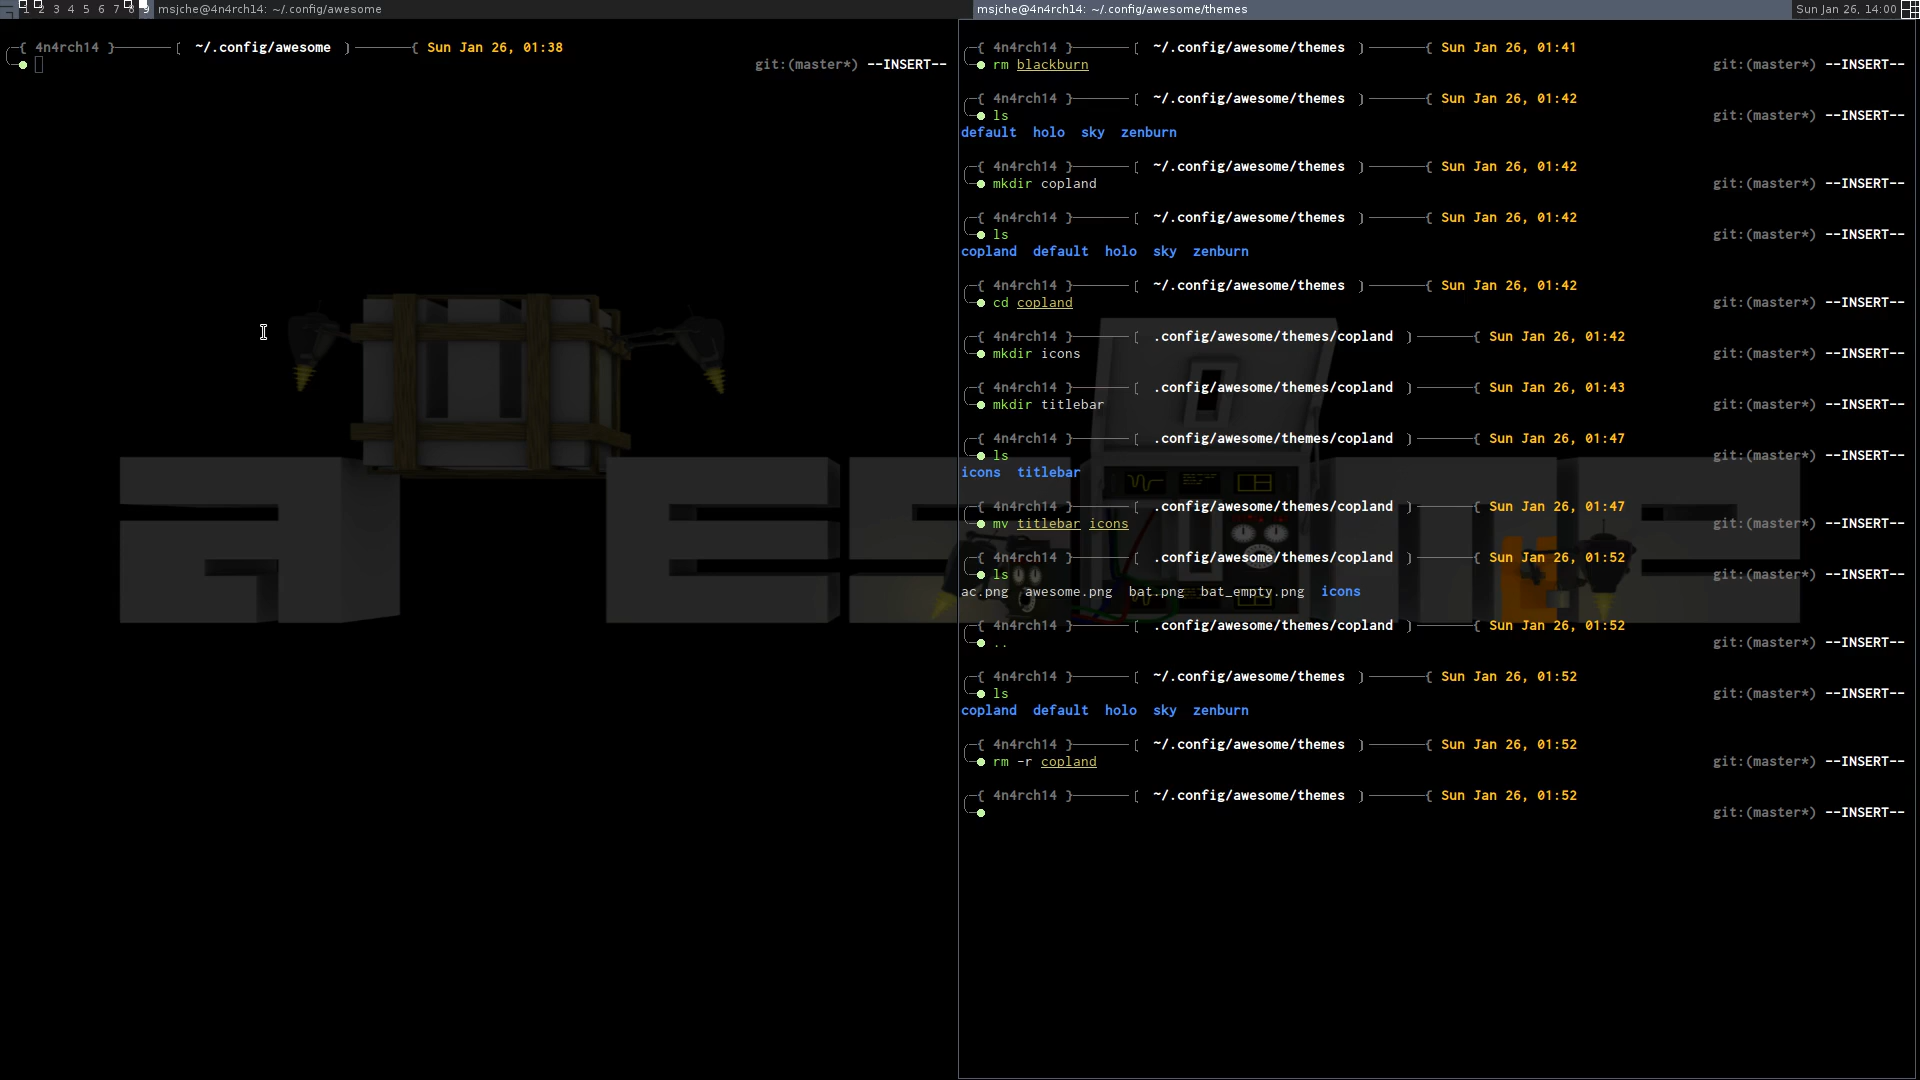 1 2 3 4 5 6 7 8 9 msjche@4n4rch14: ~/.config/awesome
msjche@4n4rch14: ~/.config/awesome/themes
Sun Jan 26, 14:00
{ 4n4rch14 } [ ~/.config/awesome ] { Sun Jan 26, 01:38
git:(master*) --INSERT--
{ 4n4rch14 } [ ~/.config/awesome/themes ] { Sun Jan 26, 01:41
rm blackburn git:(master*) --INSERT--
{ 4n4rch14 } [ ~/.config/awesome/themes ] { Sun Jan 26, 01:42
ls git:(master*) --INSERT--
default holo sky zenburn
{ 4n4rch14 } [ ~/.config/awesome/themes ] { Sun Jan 26, 01:42
mkdir copland git:(master*) --INSERT--
{ 4n4rch14 } [ ~/.config/awesome/themes ] { Sun Jan 26, 01:42
ls git:(master*) --INSERT--
copland default holo sky zenburn
{ 4n4rch14 } [ ~/.config/awesome/themes ] { Sun Jan 26, 01:42
cd copland git:(master*) --INSERT--
{ 4n4rch14 } [ .config/awesome/themes/copland ] { Sun Jan 26, 01:42
mkdir icons git:(master*) --INSERT--
{ 4n4rch14 } [ .config/awesome/themes/copland ] { Sun Jan 26, 01:43
mkdir titlebar git:(master*) --INSERT--
{ 4n4rch14 } [ .config/awesome/themes/copland ] { Sun Jan 26, 01:47
ls git:(master*) --INSERT--
icons titlebar
{ 4n4rch14 } [ .config/awesome/themes/copland ] { Sun Jan 26, 01:47
mv titlebar icons git:(master*) --INSERT--
{ 4n4rch14 } [ .config/awesome/themes/copland ] { Sun Jan 26, 01:52
ls git:(master*) --INSERT--
ac.png awesome.png bat.png bat_empty.png icons
{ 4n4rch14 } [ .config/awesome/themes/copland ] { Sun Jan 26, 01:52
.. git:(master*) --INSERT--
{ 4n4rch14 } [ ~/.config/awesome/themes ] { Sun Jan 26, 01:52
ls git:(master*) --INSERT--
copland default holo sky zenburn
{ 4n4rch14 } [ ~/.config/awesome/themes ] { Sun Jan 26, 01:52
rm -r copland git:(master*) --INSERT--
{ 4n4rch14 } [ ~/.config/awesome/themes ] { Sun Jan 26, 01:52
git:(master*) --INSERT--